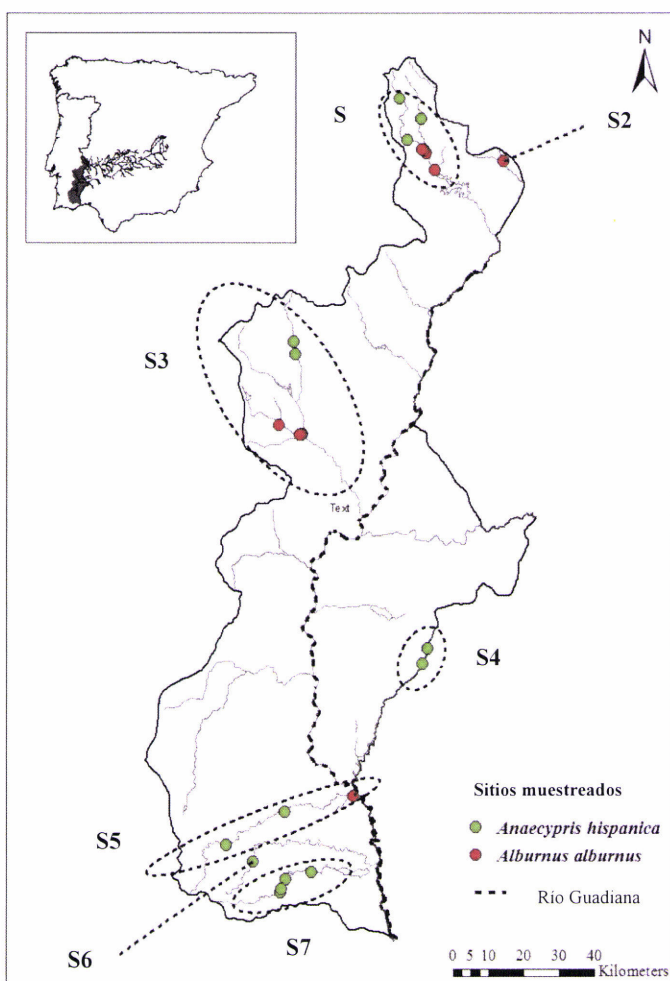 N
S
S2
S3
Text
S4
Sitios muestreados
Anaecypris hispanica
Alburnus alburnus
Río Guadiana
S5
S6
S7
0 5 10 20 30 40
Kilometers